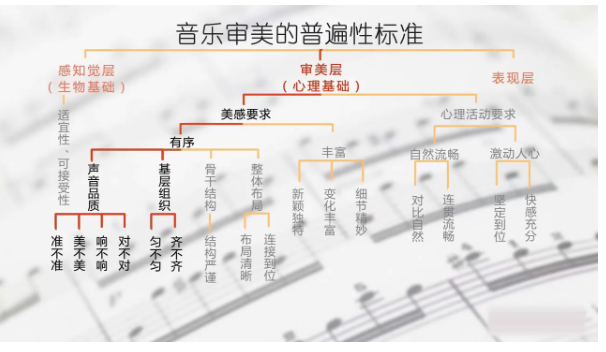 音乐审美的普遍性标准
感知觉层
（生物基础）
审美层
（心理基础）
表现层
适宜性、可接受性
美感要求
心理活动要求
有序
丰富
自然流畅
激动人心
声音品质
基层组织
骨干结构
整体布局
新颖独特
变化丰富
细节精妙
对比自然
连贯流畅
坚定到位
快感充分
准不准
美不美
响不响
对不对
匀不匀
齐不齐
结构严谨
布局清晰
连接到位